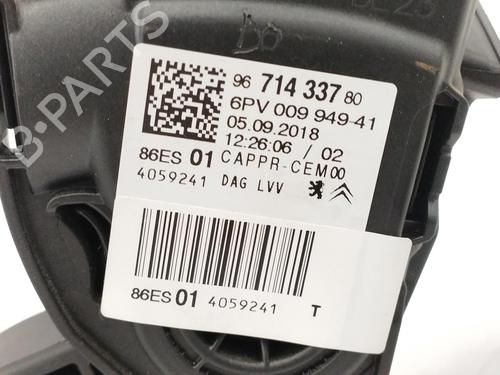 B-PARTS
96 714 337 80
6PV 009 949-41
05.09.2018
12:26:06 / 02
86ES 01 CAPPR-CEM00
4059241 DAG LVV
86ES 01 4059241 T